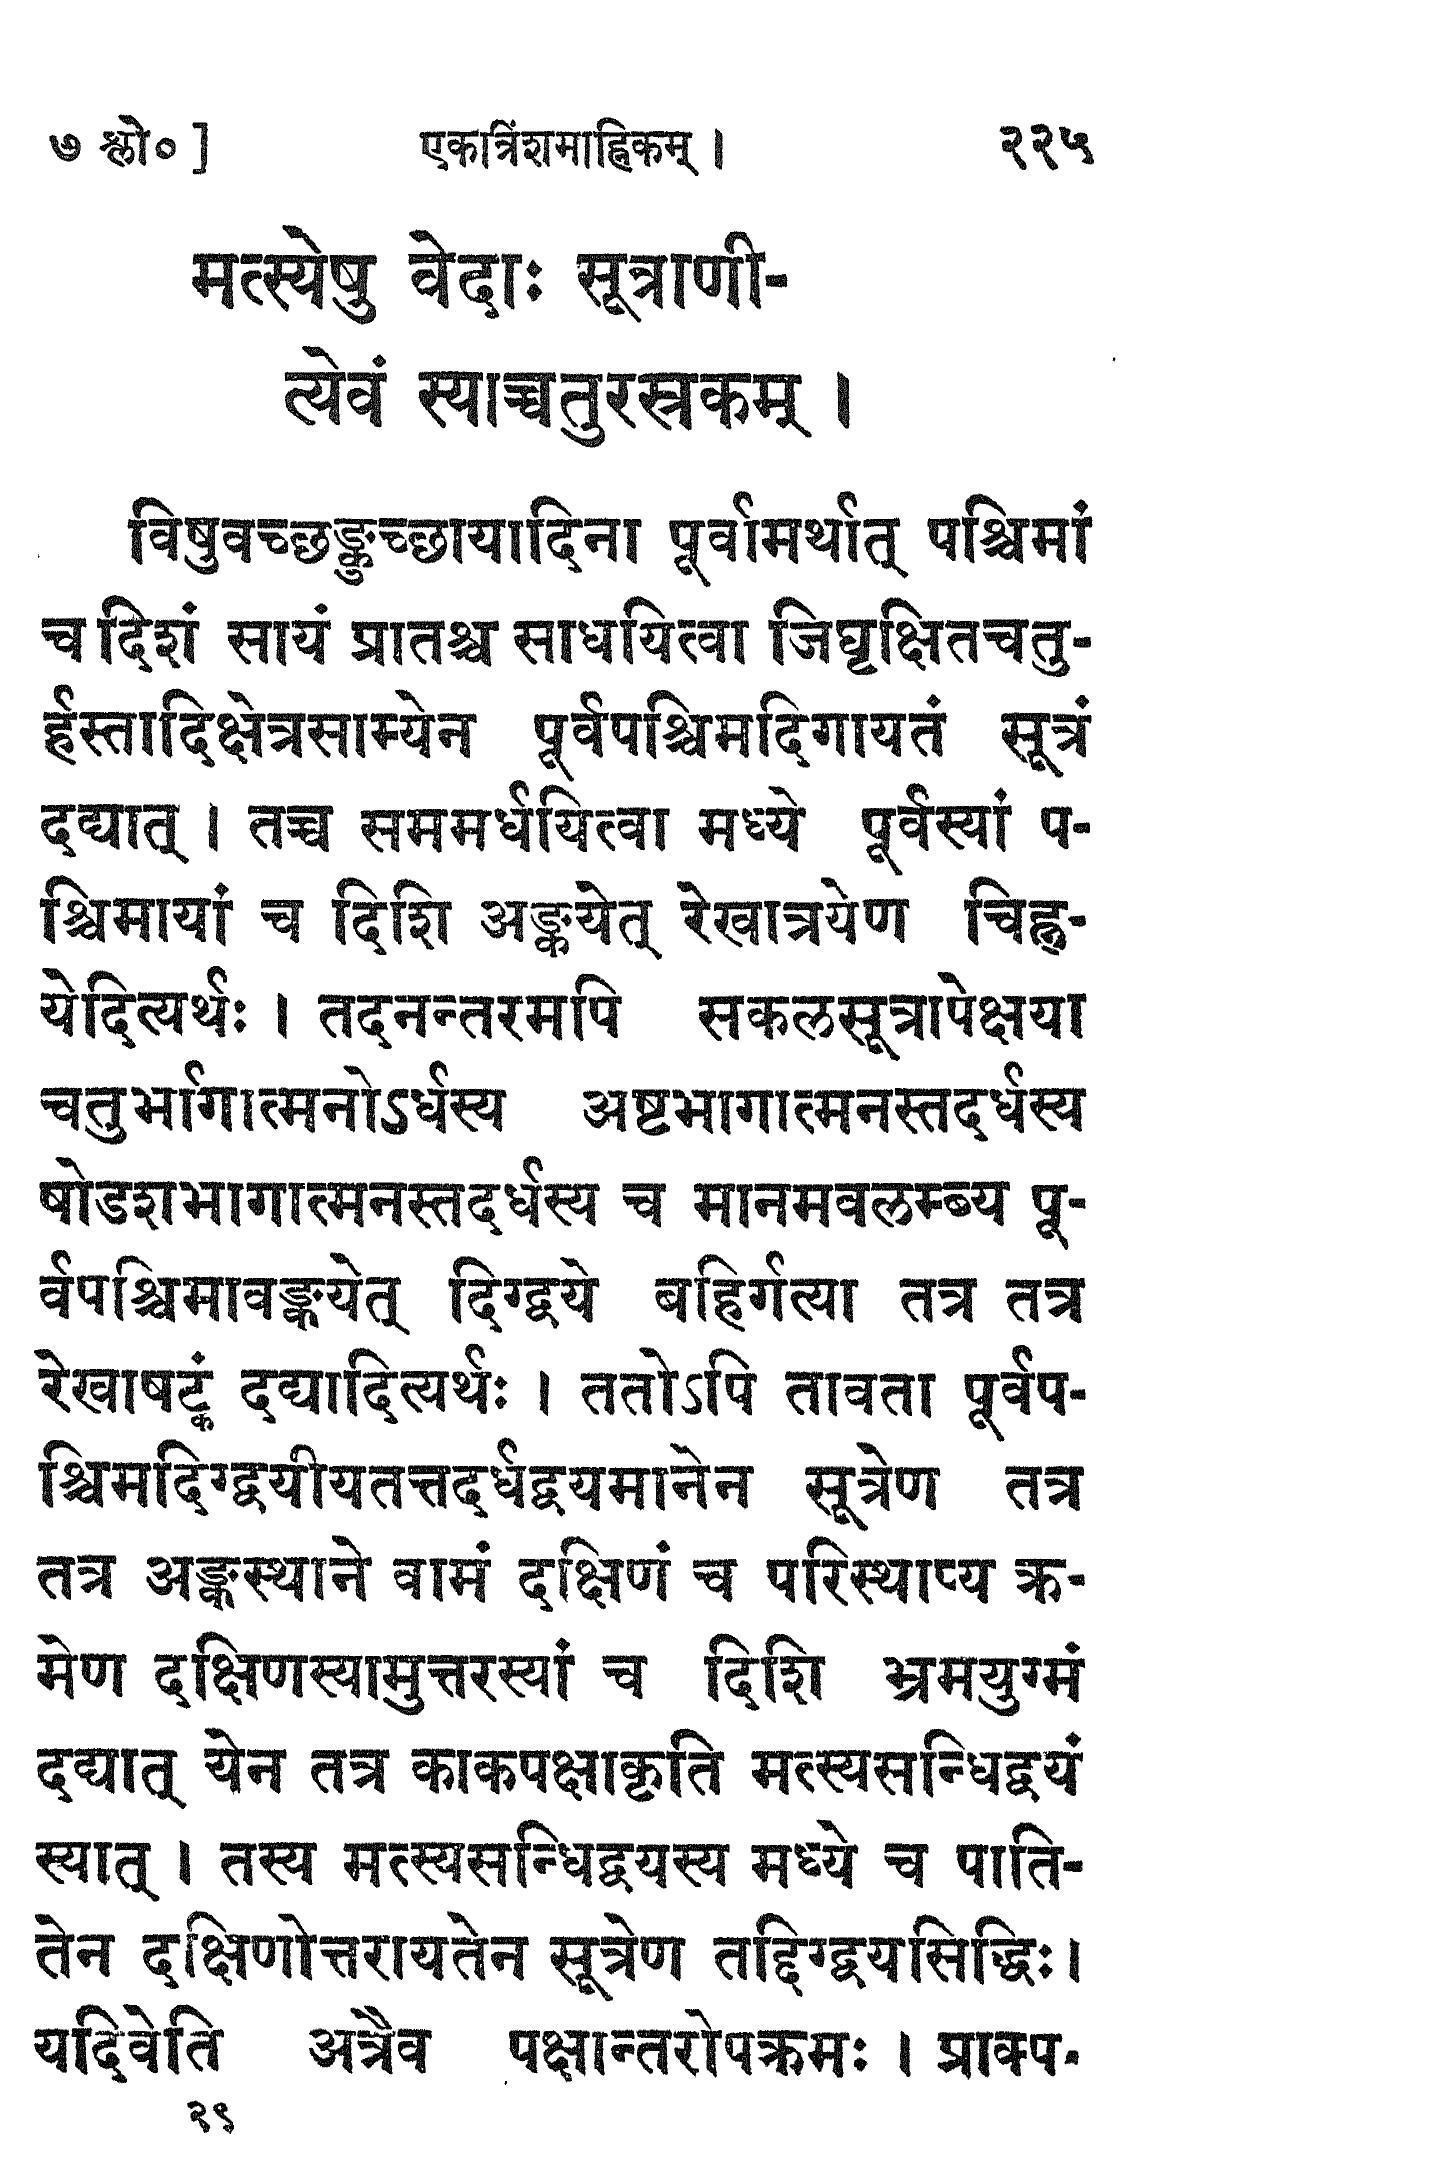 ७ श्लो० ]
एकात्रिंशमाह्निकम् ।
२२५
मत्स्येषु वेदाः सूत्राणी-
त्येवं स्याच्चतुरस्रकम् ।
विषुवच्छङ्कुच्छायादिना पूर्वामर्थात् पश्चिमां
च दिशं सायं प्रातश्च साधयित्वा जिघृक्षितचतु-
र्हस्तादिक्षेत्रसाम्येन पूर्वपश्चिमदिगायतं सूत्रं
दद्यात् । तच्च सममर्धयित्वा मध्ये पूर्वस्यां प-
श्चिमायां च दिशि अङ्कयेत् रेखात्रयेण चिह्न-
येदित्यर्थः । तदनन्तरमपि सकलसूत्रापेक्षया
चतुर्भागात्मनोऽर्धस्य अष्टभागात्मनस्तदर्धस्य
षोडशभागात्मनस्तदर्धस्य च मानमवलम्ब्य पू-
र्वपश्चिमावङ्कयेत् दिग्द्वये बहिर्गत्या तत्र तत्र
रेखाषट्कं दद्यादित्यर्थः । ततोऽपि तावता पूर्वप-
श्चिमदिग्द्वयीयतत्तदर्धद्वयमानेन सूत्रेण तत्र
तत्र अङ्कस्थाने वामं दक्षिणं च परिस्थाप्य क्र-
मेण दक्षिणस्यामुत्तरस्यां च दिशि भ्रमयुग्मं
दद्यात् येन तत्र काकपक्षाकृति मत्स्यसन्धिद्वयं
स्यात् । तस्य मत्स्यसन्धिद्वयस्य मध्ये च पाति-
तेन दक्षिणोत्तरायतेन सूत्रेण तद्दिग्द्वयसिद्धिः।
यदिवेति अत्रैव पक्षान्तरोपक्रमः । प्राक्प-
२९